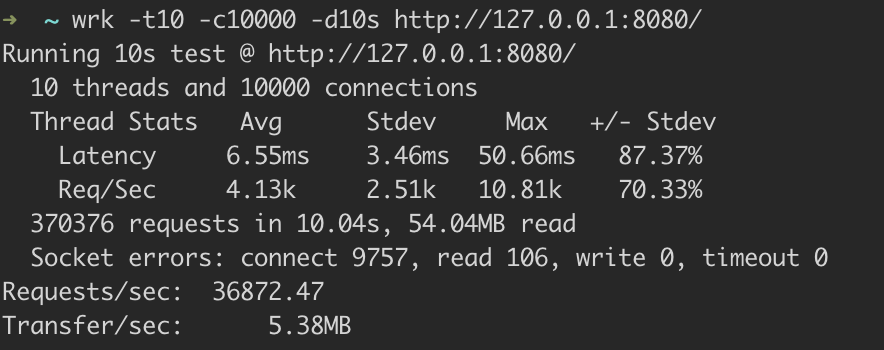 ➜  ~ wrk -t10 -c10000 -d10s http://127.0.0.1:8080/
Running 10s test @ http://127.0.0.1:8080/
  10 threads and 10000 connections
  Thread Stats   Avg      Stdev     Max   +/- Stdev
    Latency     6.55ms    3.46ms  50.66ms   87.37%
    Req/Sec     4.13k     2.51k   10.81k    70.33%
  370376 requests in 10.04s, 54.04MB read
  Socket errors: connect 9757, read 106, write 0, timeout 0
Requests/sec:  36872.47
Transfer/sec:      5.38MB